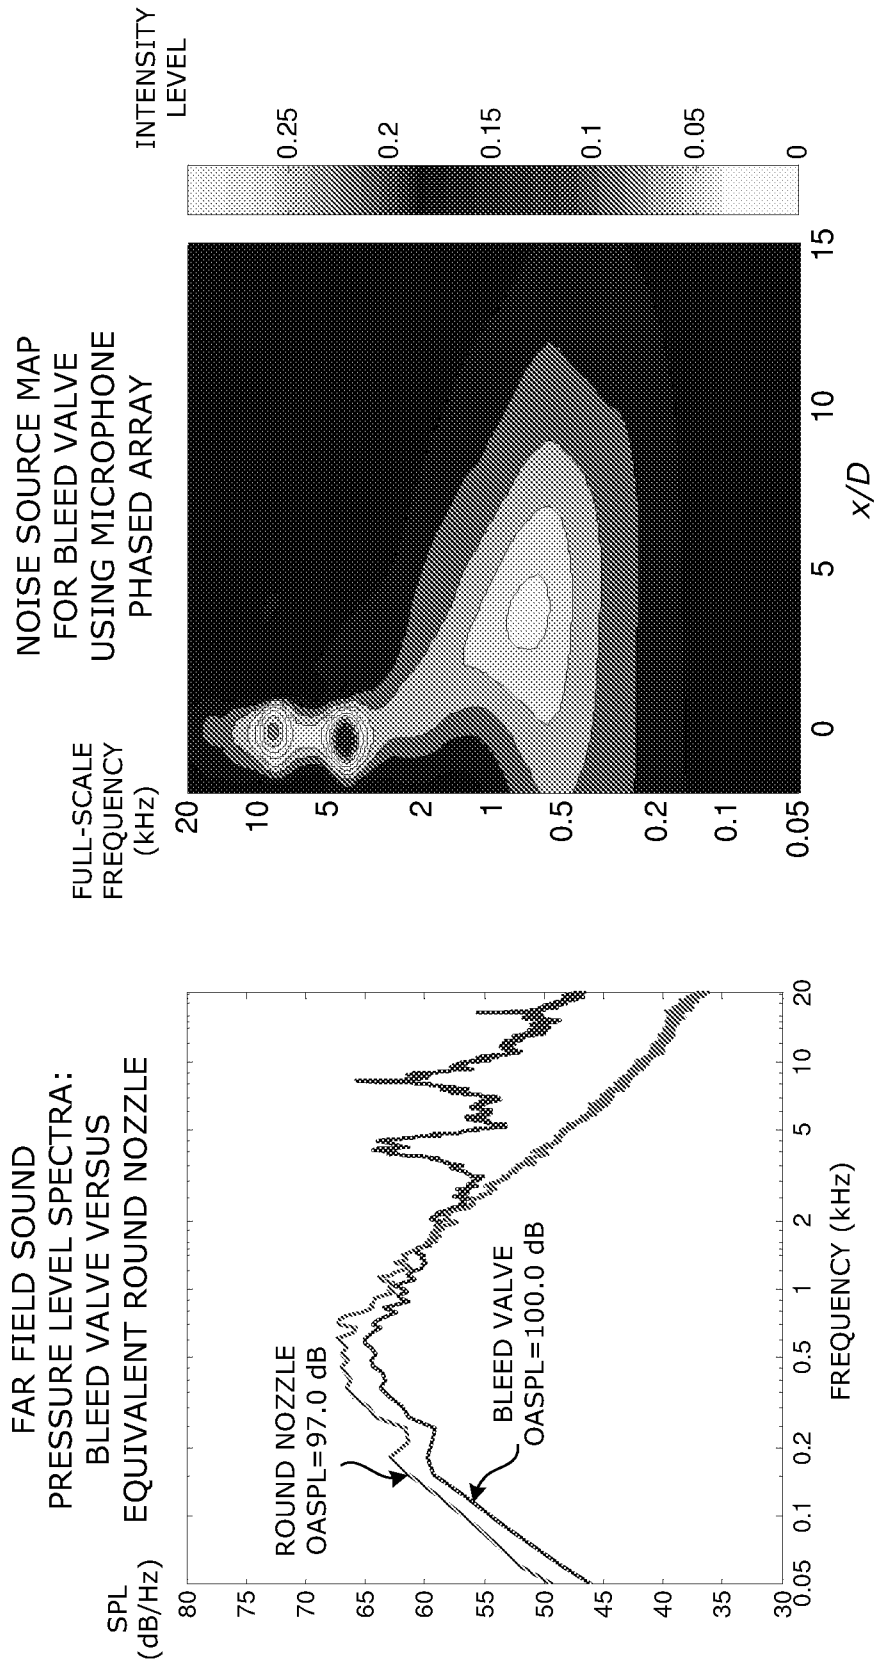 FAR FIELD SOUND
PRESSURE LEVEL SPECTRA:
BLEED VALVE VERSUS
EQUIVALENT ROUND NOZZLE
SPL
(dB/Hz)
80
75
70
65
60
55
50
45
40
35
30
ROUND NOZZLE
OASPL=97.0 dB
BLEED VALVE
OASPL=100.0 dB
0.05
0.1
0.2
0.5
1
2
5
10
20
FREQUENCY (kHz)
NOISE SOURCE MAP
FOR BLEED VALVE
USING MICROPHONE
PHASED ARRAY
FULL-SCALE
FREQUENCY
(kHz)
20
10
5
2
1
0.5
0.2
0.1
0.05
0
5
10
15
x/D
INTENSITY
LEVEL
0.25
0.2
0.15
0.1
0.05
0